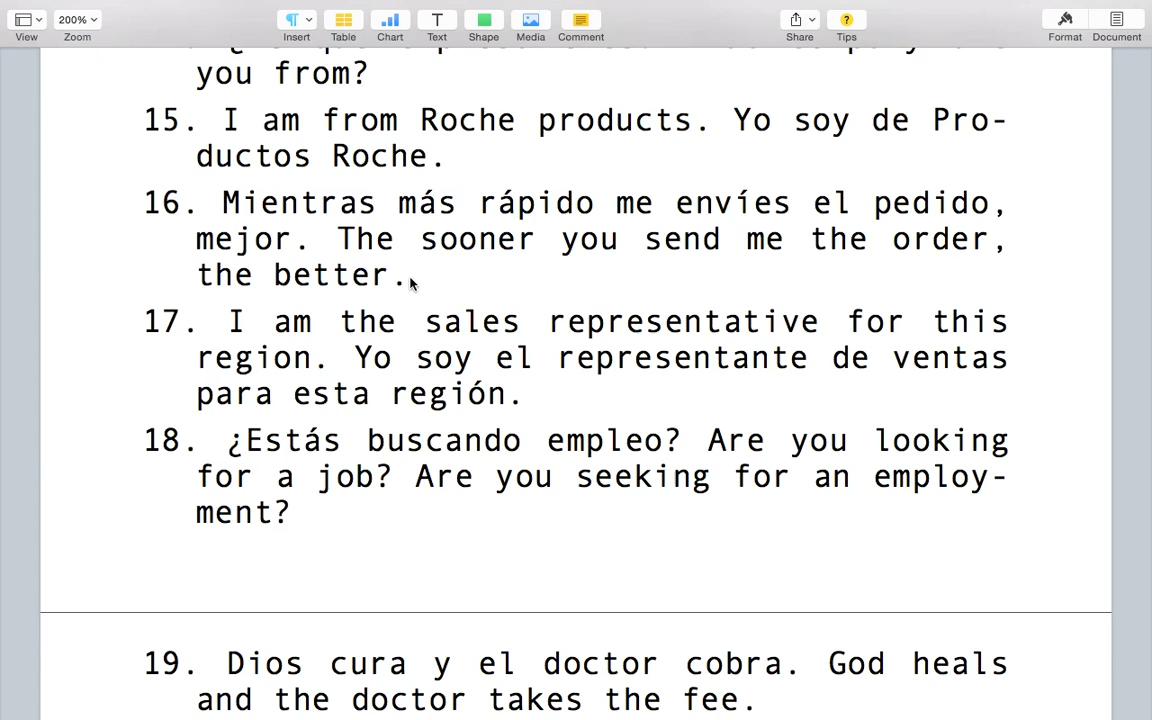 200%
View
Zoom
Insert
Table
Chart
T
Text
Shape
Media
Comment
Share
?
Tips
Format
Document
you from?
15. I am from Roche products. Yo soy de Pro-
ductos Roche.
16. Mientras más rápido me envíes el pedido,
mejor. The sooner you send me the order,
the better.
17. I am the sales representative for this
region. Yo soy el representante de ventas
para esta región.
18. ¿Estás buscando empleo? Are you looking
for a job? Are you seeking for an employ-
ment?
19. Dios cura y el doctor cobra. God heals
and the doctor takes the fee.